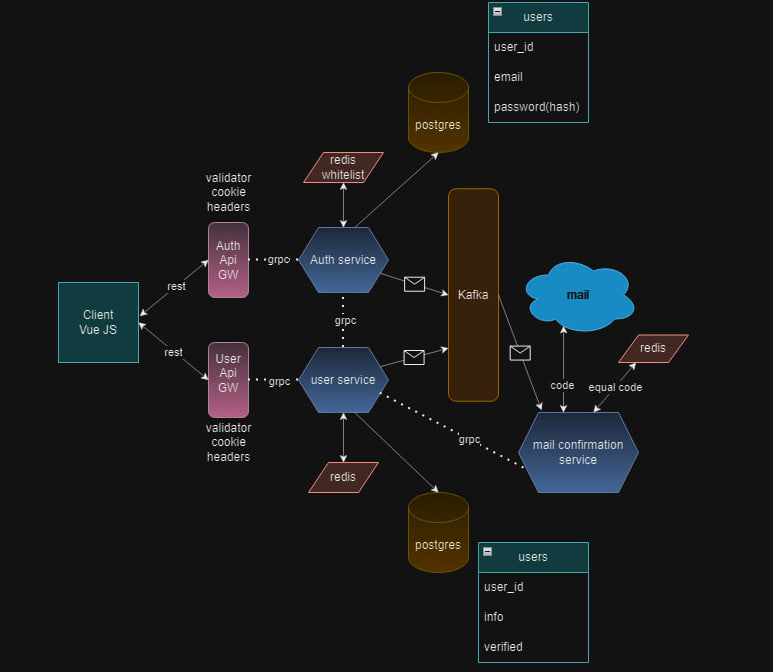 users
user_id
email
password(hash)
postgres
redis
whitelist
validator
cookie
headers
Auth
Api
GW
grpc
Auth service
rest
Kafka
mail
Client
Vue JS
grpc
redis
rest
User
Api
GW
grpc
user service
code
equal code
validator
cookie
headers
grpc
mail confirmation
service
redis
postgres
users
user_id
info
verified